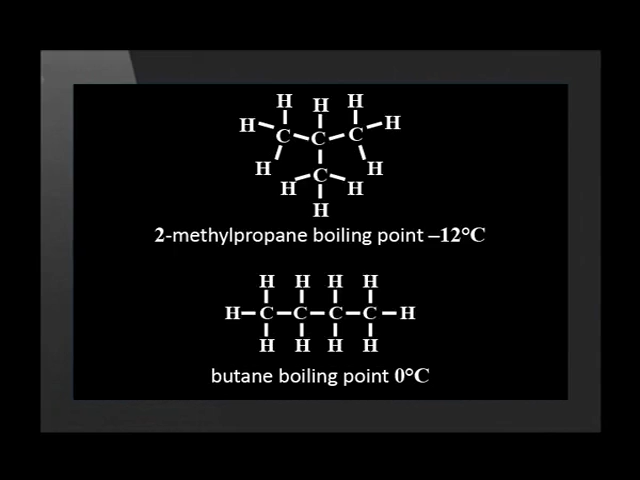 H H H
H C C C H
H H
C
H H
H
2-methylpropane boiling point –12°C
H H H H
H C C C C H
H H H H
butane boiling point 0°C